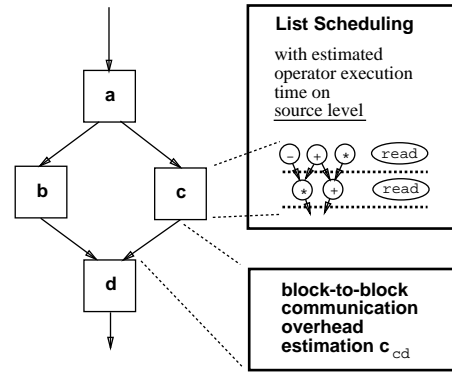 List Scheduling
with estimated
operator execution
time on
source level
a
b
c
- + * read
* + read
d
block-to-block
communication
overhead
estimation c cd